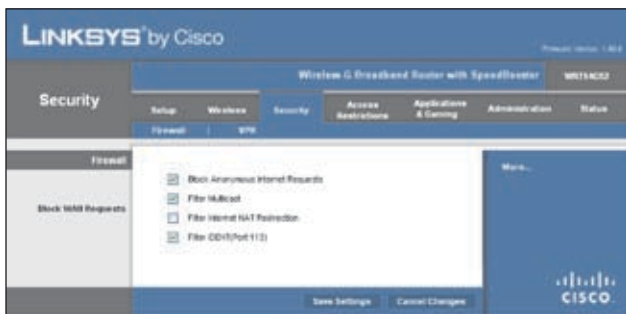 LINKSYS by Cisco
Firmware Version:
Wireless-G Broadband Router with SpeedBooster
Security
Setup
Wireless
Security
Access Restrictions
Applications & Gaming
Administration
Status
Firewall | VPN
Firewall
Block WAN Requests
Block Anonymous Internet Requests
Filter Multicast
Filter Internet NAT Redirection
Filter IDENT(Port 113)
More...
Save Settings
Cancel Changes
CISCO